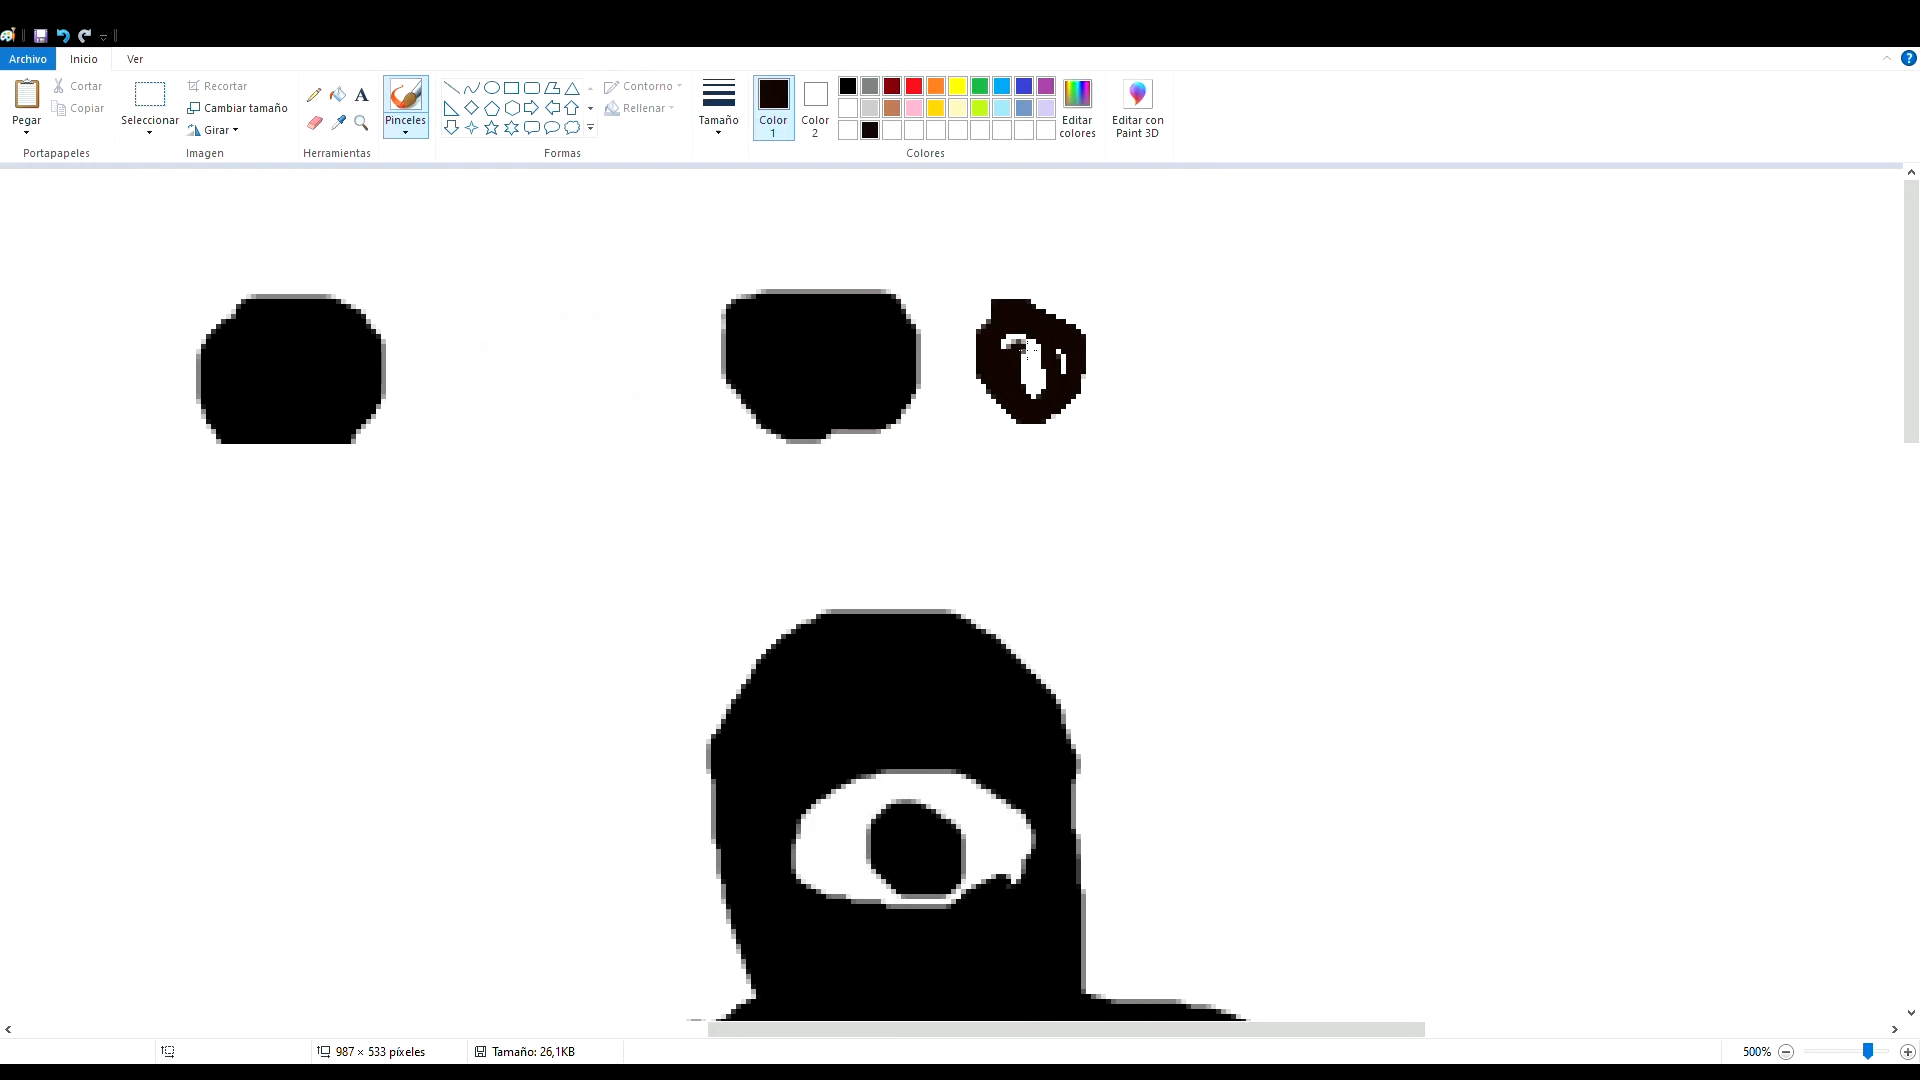 Archivo Inicio Ver
Pegar
Cortar
Copiar
Portapapeles
Seleccionar
Recortar
Cambiar tamaño
Girar
Imagen
A
Herramientas
Pinceles
Contorno
Rellenar
Formas
Tamaño
Color
1
Color
2
Colores
Editar
colores
Editar con
Paint 3D
?
987 × 533 píxeles
Tamaño: 26,1KB
500%